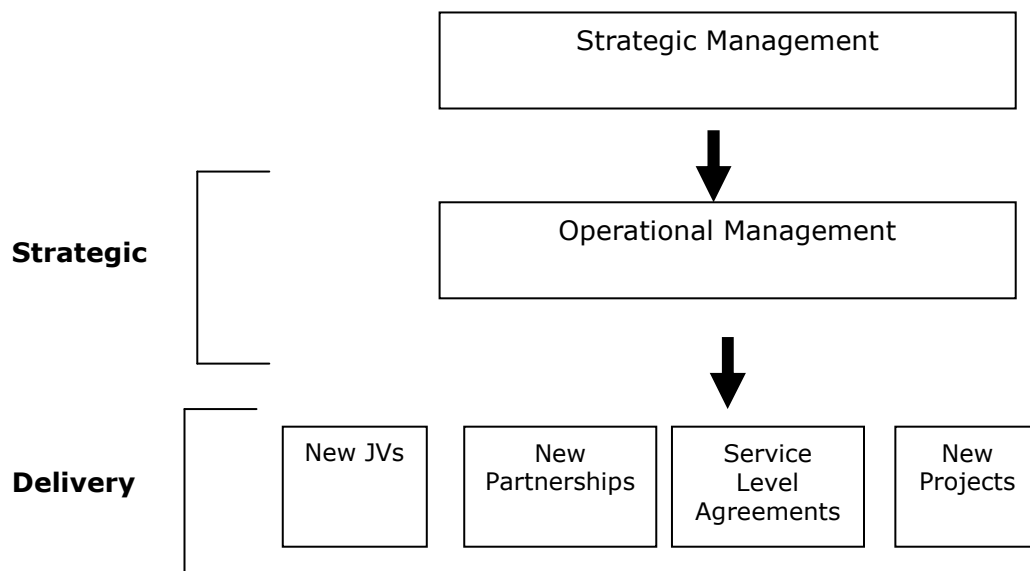 Strategic Management
Operational Management
Strategic
New JVs
New
Partnerships
Service
Level
Agreements
New
Projects
Delivery